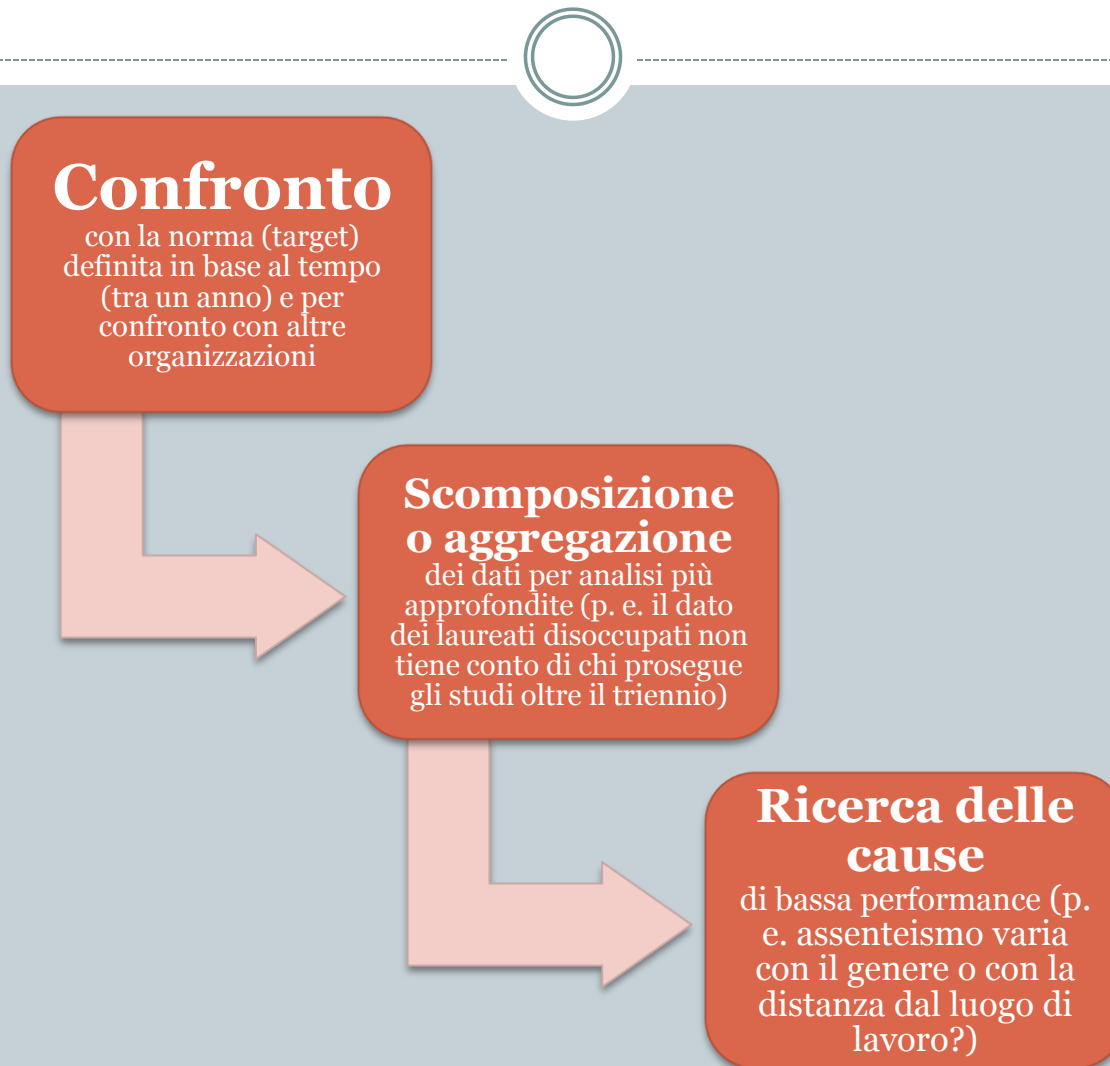 Confronto
con la norma (target)
definita in base al tempo
(tra un anno) e per
confronto con altre
organizzazioni
Scomposizione
o aggregazione
dei dati per analisi più
approfondite (p. e. il dato
dei laureati disoccupati non
tiene conto di chi prosegue
gli studi oltre il triennio)
Ricerca delle
cause
di bassa performance (p.
e. assenteismo varia
con il genere o con la
distanza dal luogo di
lavoro?)